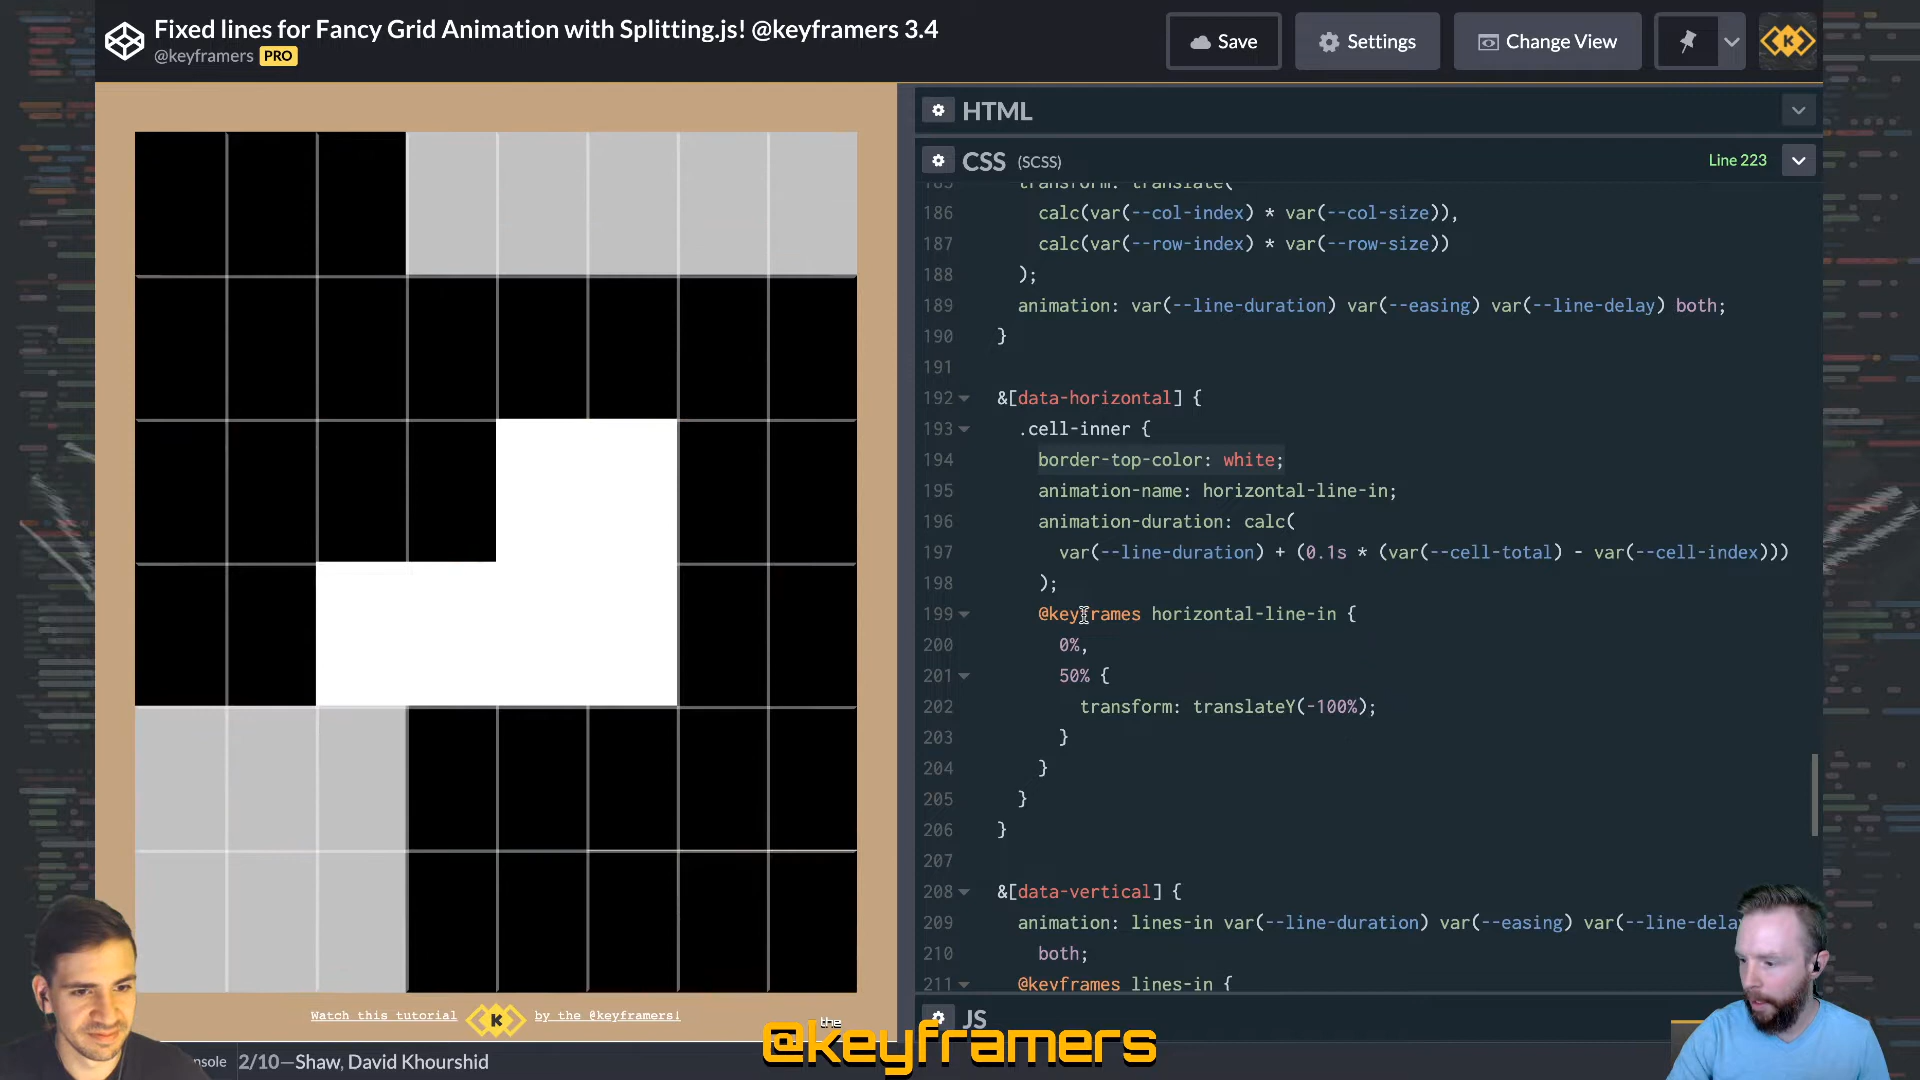 Fixed lines for Fancy Grid Animation with Splitting.js! @keyframers 3.4
@keyframers PRO
Save
Settings
Change View
K
HTML
CSS (SCSS)
Line 223
185 transform: translate(
186 calc(var(--col-index) * var(--col-size)),
187 calc(var(--row-index) * var(--row-size))
188 );
189 animation: var(--line-duration) var(--easing) var(--line-delay) both;
190 }
191
192 &[data-horizontal] {
193 .cell-inner {
194 border-top-color: white;
195 animation-name: horizontal-line-in;
196 animation-duration: calc(
197 var(--line-duration) + (0.1s * (var(--cell-total) - var(--cell-index)))
198 );
199 @keyframes horizontal-line-in {
200 0%,
201 50% {
202 transform: translateY(-100%);
203 }
204 }
205 }
206 }
207
208 &[data-vertical] {
209 animation: lines-in var(--line-duration) var(--easing) var(--line-dela
210 both;
211 @keyframes lines-in {
JS
Watch this tutorial K by the @keyframers!
the
@keyframers
nsole 2/10—Shaw, David Khourshid